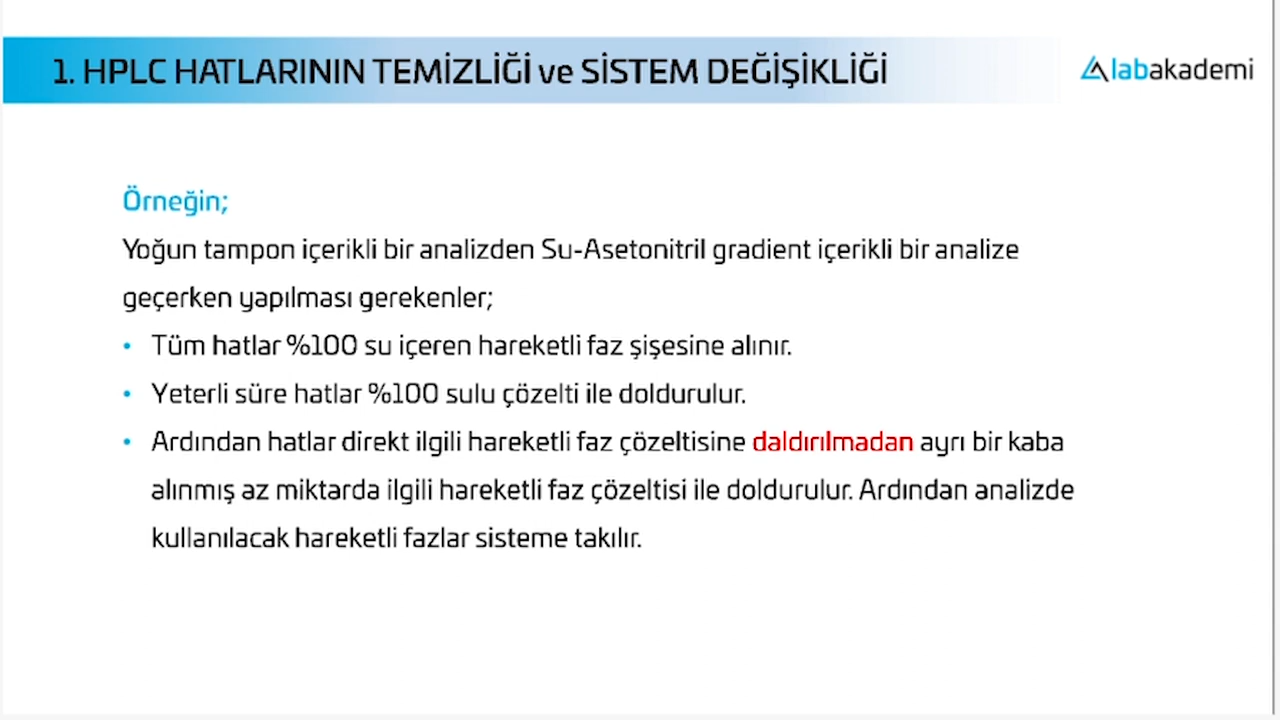 1. HPLC HATLARININ TEMİZLİĞİ ve SİSTEM DEĞİŞİKLİĞİ
labakademi
Örneğin;
Yoğun tampon içerikli bir analizden Su-Asetonitril gradient içerikli bir analize
geçerken yapılması gerekenler;
• Tüm hatlar %100 su içeren hareketli faz şişesine alınır.
• Yeterli süre hatlar %100 sulu çözelti ile doldurulur.
• Ardından hatlar direkt ilgili hareketli faz çözeltisine daldırılmadan ayrı bir kaba
alınmış az miktarda ilgili hareketli faz çözeltisi ile doldurulur. Ardından analizde
kullanılacak hareketli fazlar sisteme takılır.